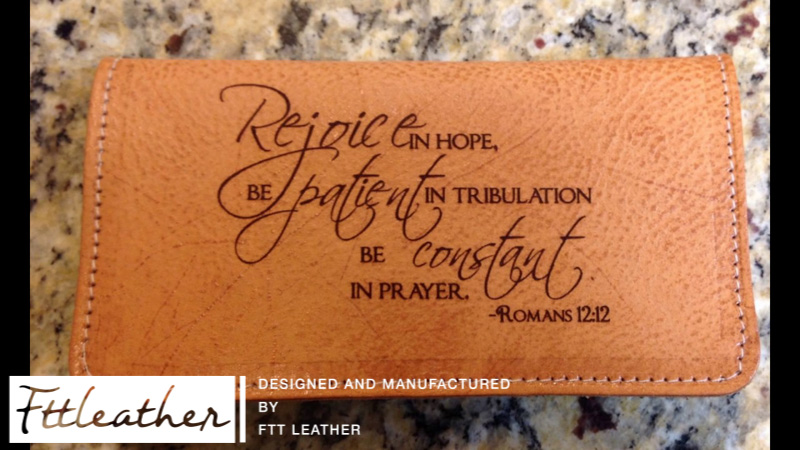 Rejoice IN HOPE,
BE patient IN TRIBULATION
BE constant
IN PRAYER.
-ROMANS 12:12
Fttleather
DESIGNED AND MANUFACTURED
BY
FTT LEATHER